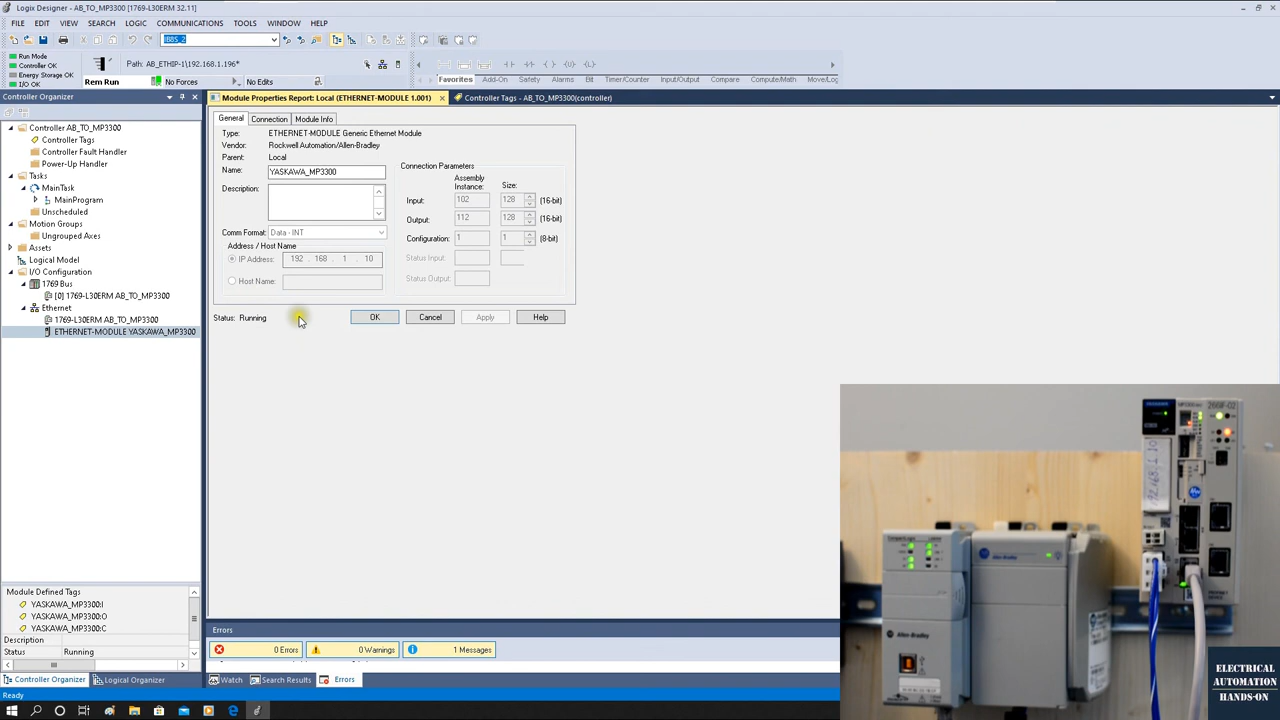 Logix Designer - AB_TO_MP3300 [1769-L30ERM 32.11]
FILE EDIT VIEW SEARCH LOGIC COMMUNICATIONS TOOLS WINDOW HELP
Run Mode
Controller OK
Energy Storage OK
I/O OK
Path: AB_ETHIP-1\192.168.1.196*
Rem Run No Forces No Edits
Favorites Add-On Safety Alarms Bit Timer/Counter Input/Output Compare Compute/Math Move/Log
Controller Organizer
Module Properties Report: Local (ETHERNET-MODULE 1.001)
Controller Tags - AB_TO_MP3300(controller)
Controller AB_TO_MP3300
Controller Tags
Controller Fault Handler
Power-Up Handler
Tasks
MainTask
MainProgram
Unscheduled
Motion Groups
Ungrouped Axes
Assets
Logical Model
I/O Configuration
1769 Bus
[0] 1769-L30ERM AB_TO_MP3300
Ethernet
1769-L30ERM AB_TO_MP3300
ETHERNET-MODULE YASKAWA_MP3300
General Connection Module Info
Type: ETHERNET-MODULE Generic Ethernet Module
Vendor: Rockwell Automation/Allen-Bradley
Parent: Local
Name: YASKAWA_MP3300
Description:
Comm Format: Data - INT
Address / Host Name
IP Address: 192 . 168 . 1 . 10
Host Name:
Connection Parameters
Assembly Instance: Size:
Input: 102 128 (16-bit)
Output: 112 128 (16-bit)
Configuration: 1 1 (8-bit)
Status Input:
Status Output:
Status: Running
OK Cancel Apply Help
Module Defined Tags
YASKAWA_MP3300:I
YASKAWA_MP3300:O
YASKAWA_MP3300:C
Description
Status Running
Controller Organizer Logical Organizer
Errors
0 Errors 0 Warnings 1 Messages
Watch Search Results Errors
Ready
192.168.1.10
Allen-Bradley
Allen-Bradley
ELECTRICAL
AUTOMATION
HANDS-ON